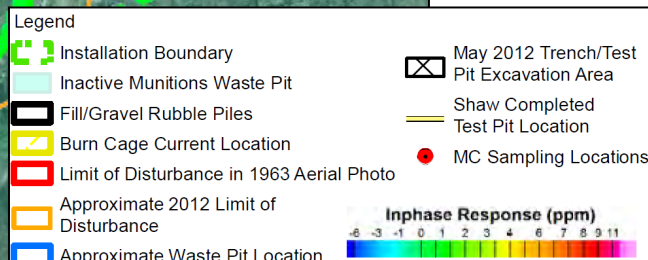 Legend
Installation Boundary
Inactive Munitions Waste Pit
Fill/Gravel Rubble Piles
Burn Cage Current Location
Limit of Disturbance in 1963 Aerial Photo
Approximate 2012 Limit of
Disturbance
Approximate Waste Pit Location
May 2012 Trench/Test
Pit Excavation Area
Shaw Completed
Test Pit Location
MC Sampling Locations
Inphase Response (ppm)
-6 -3 -1 0 1 2 3 4 6 7 8 9 11